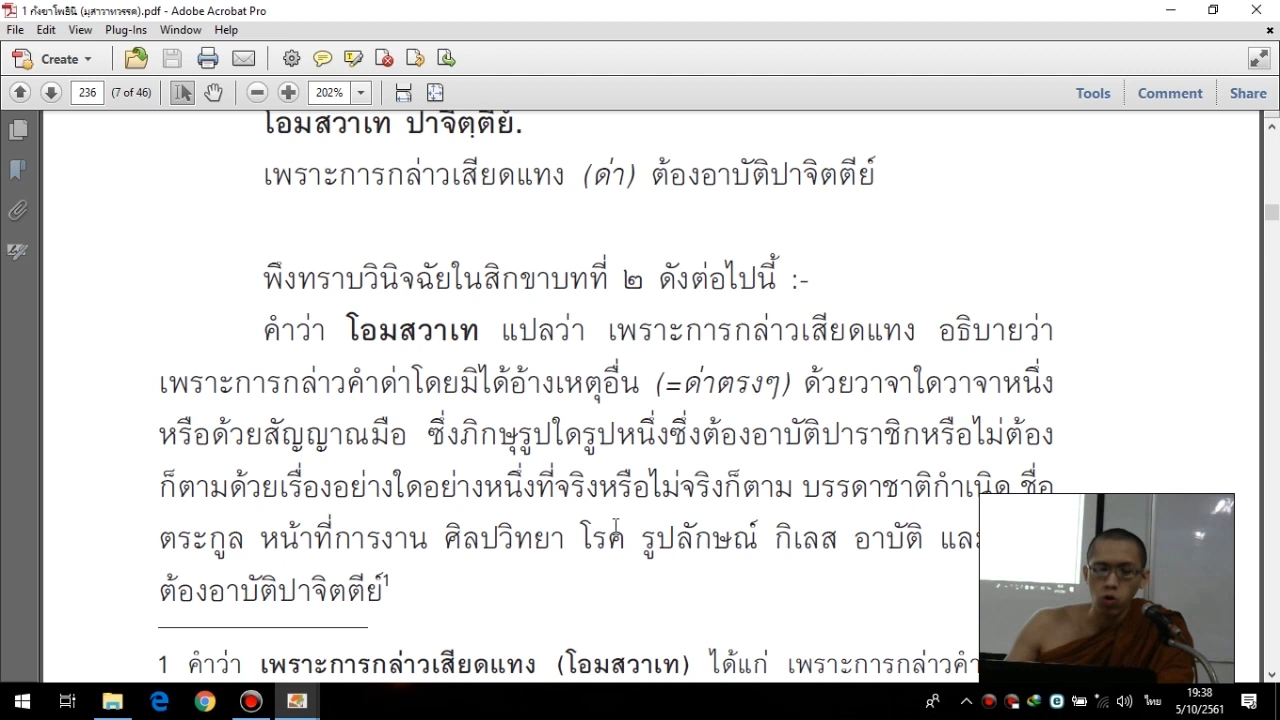 1 กังขาโพธินี (มุสาวาทวรรค).pdf - Adobe Acrobat Pro
File Edit View Plug-Ins Window Help
Create
236 (7 of 46) 202% Tools Comment Share
โอมสวาเท ปาจิตฺติยํ.
เพราะการกล่าวเสียดแทง (ด่า) ต้องอาบัติปาจิตตีย์
พึงทราบวินิจฉัยในสิกขาบทที่ ๒ ดังต่อไปนี้ :-
คำว่า โอมสวาเท แปลว่า เพราะการกล่าวเสียดแทง อธิบายว่า
เพราะการกล่าวคำด่าโดยมิได้อ้างเหตุอื่น (=ด่าตรงๆ) ด้วยวาจาใดวาจาหนึ่ง
หรือด้วยสัญญาณมือ ซึ่งภิกษุรูปใดรูปหนึ่งซึ่งต้องอาบัติปาราชิกหรือไม่ต้อง
ก็ตามด้วยเรื่องอย่างใดอย่างหนึ่งที่จริงหรือไม่จริงก็ตาม บรรดาชาติกำเนิด ชื่อ
ตระกูล หน้าที่การงาน ศิลปวิทยา โรค รูปลักษณ์ กิเลส อาบัติ
ต้องอาบัติปาจิตตีย์1
1 คำว่า เพราะการกล่าวเสียดแทง (โอมสวาเท) ได้แก่ เพราะการกล่าวคำ
ไทย 19:38
5/10/2561